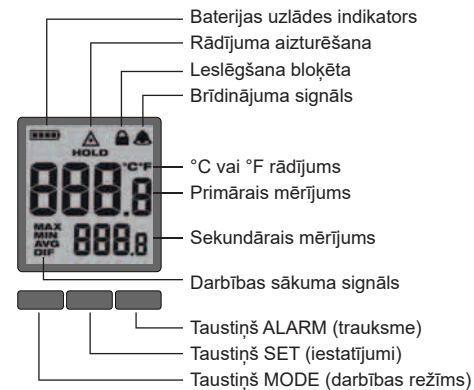 Baterijas uzlādes indikators
Rādījuma aizturēšana
Leslēgšana bloķēta
Brīdinājuma signāls
HOLD
°C°F
888.8
°C vai °F rādījums
Primārais mērījums
MAX
MIN
AVG
DIF
888.8
Sekundārais mērījums
Darbības sākuma signāls
Taustiņš ALARM (trauksme)
Taustiņš SET (iestatījumi)
Taustiņš MODE (darbības režīms)